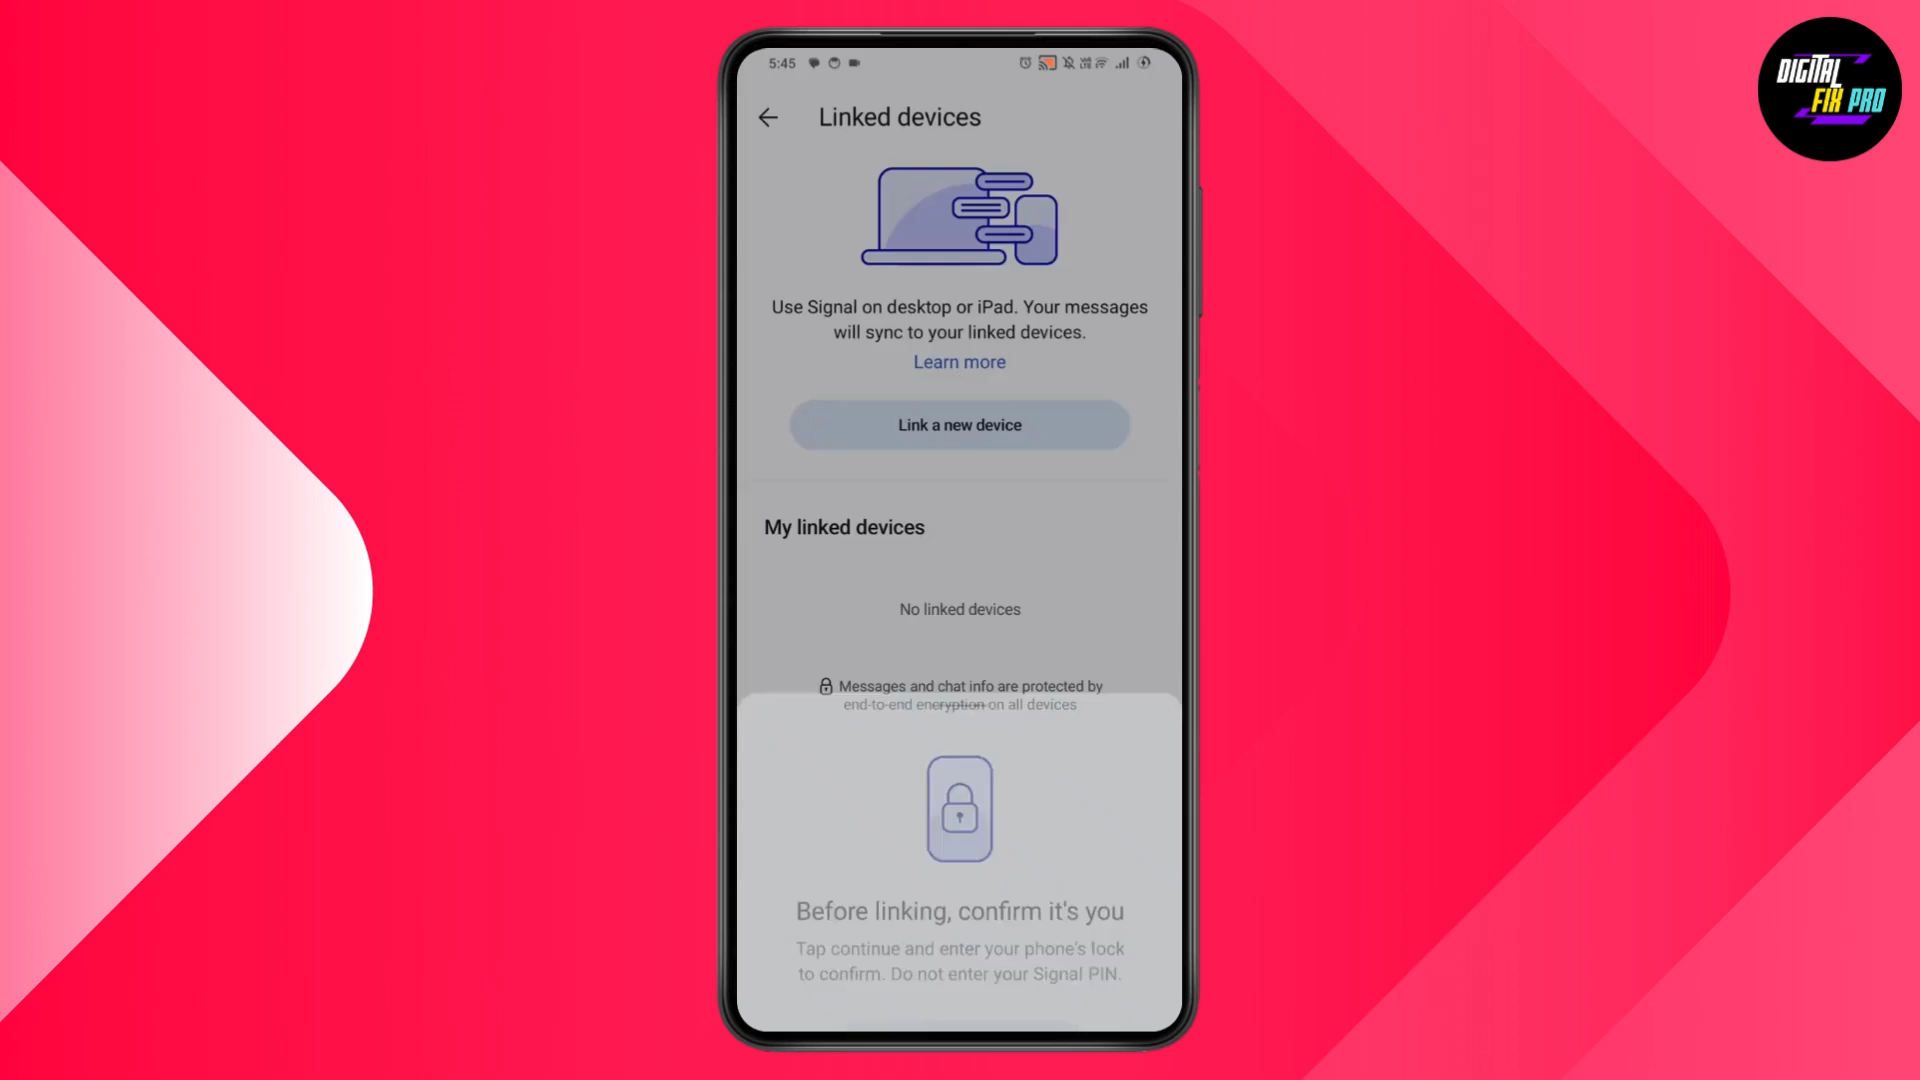 DIGITAL
FIX PRO
5:45
Linked devices
Use Signal on desktop or iPad. Your messages
will sync to your linked devices.
Learn more
Link a new device
My linked devices
No linked devices
Messages and chat info are protected by
end-to-end encryption on all devices
Before linking, confirm it's you
Tap continue and enter your phone's lock
to confirm. Do not enter your Signal PIN.